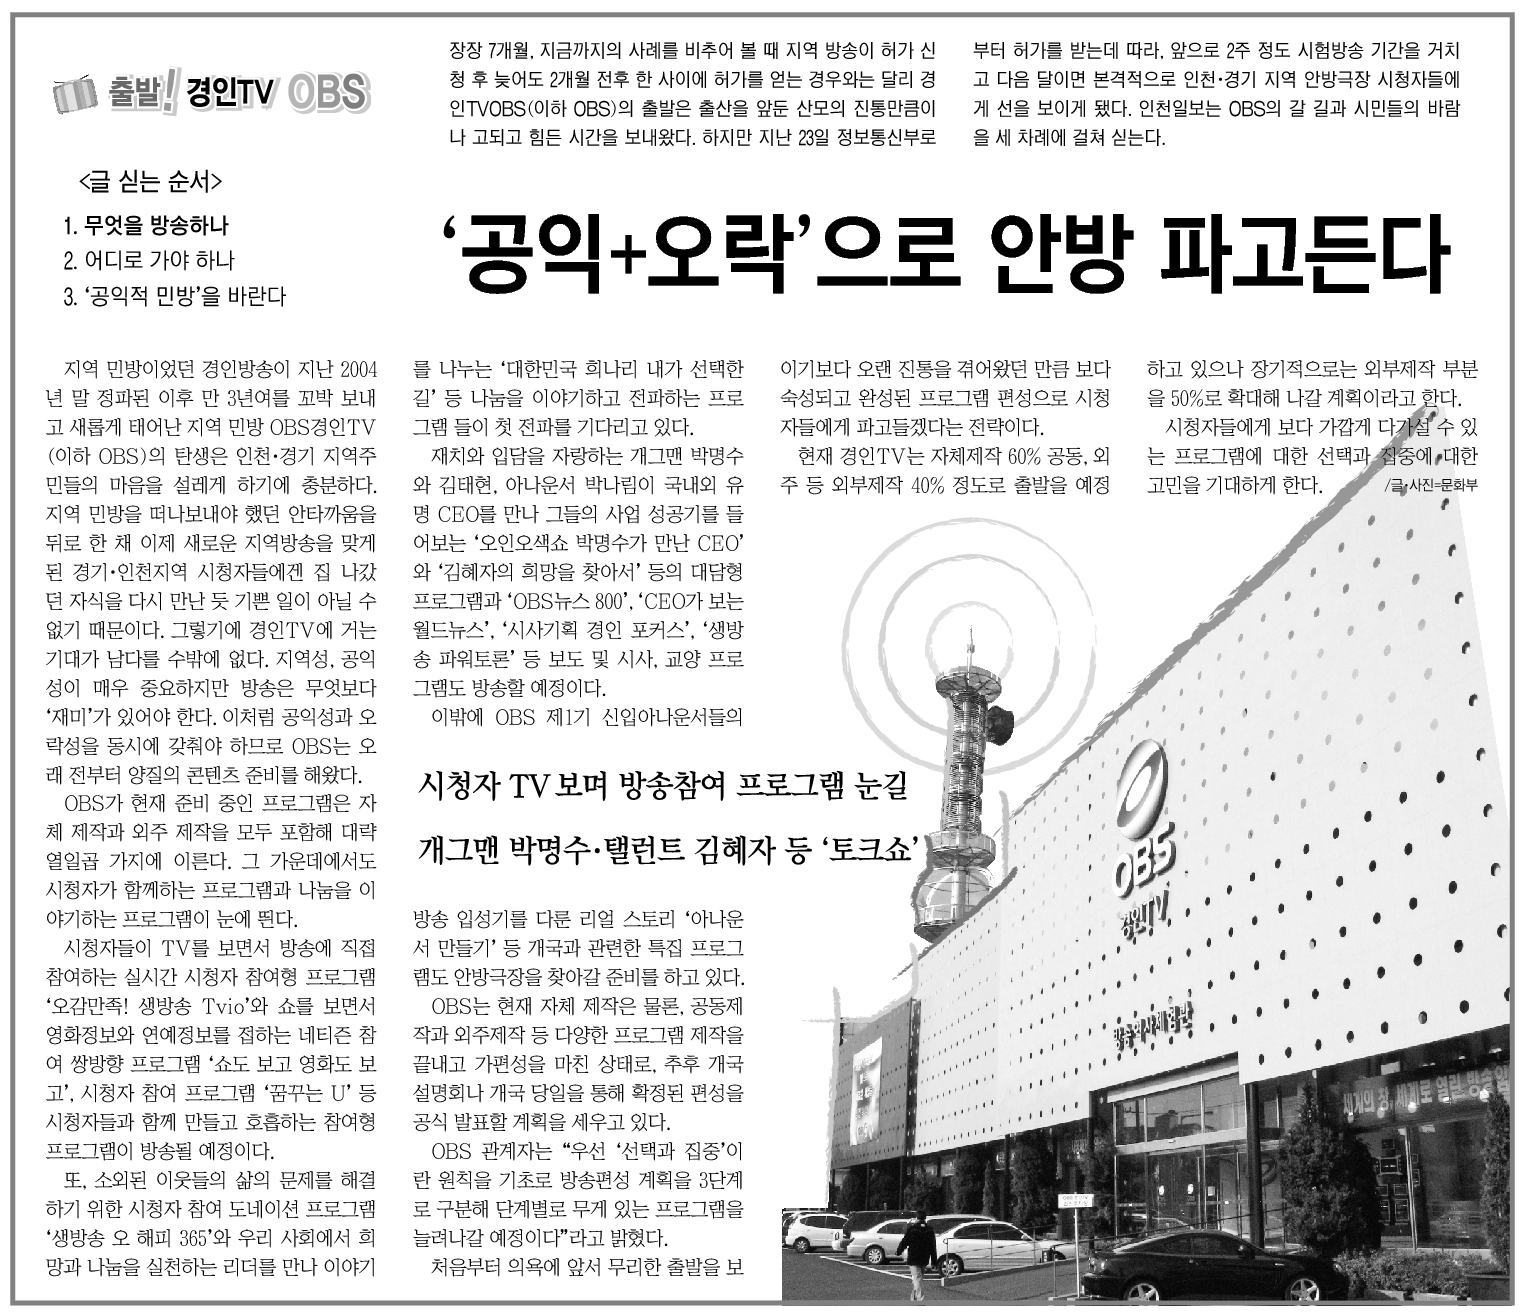 출발! 경인TV OBS
장장 7개월, 지금까지의 사례를 비추어 볼 때 지역 방송이 허가 신
청 후 늦어도 2개월 전후 한 사이에 허가를 얻는 경우와는 달리 경
인TVOBS(이하 OBS)의 출발은 출산을 앞둔 산모의 진통만큼이
나 고되고 힘든 시간을 보내왔다. 하지만 지난 23일 정보통신부로
부터 허가를 받는데 따라, 앞으로 2주 정도 시험방송 기간을 거치
고 다음 달이면 본격적으로 인천·경기 지역 안방극장 시청자들에
게 선을 보이게 됐다. 인천일보는 OBS의 갈 길과 시민들의 바람
을 세 차례에 걸쳐 싣는다.
<글 싣는 순서>
1. 무엇을 방송하나
2. 어디로 가야 하나
3. ‘공익적 민방’을 바란다
‘공익+오락’으로 안방 파고든다
지역 민방이었던 경인방송이 지난 2004
년 말 정파된 이후 만 3년여를 꼬박 보내
고 새롭게 태어난 지역 민방 OBS경인TV
(이하 OBS)의 탄생은 인천·경기 지역주
민들의 마음을 설레게 하기에 충분하다.
지역 민방을 떠나보내야 했던 안타까움을
뒤로 한 채 이제 새로운 지역방송을 맞게
된 경기·인천지역 시청자들에겐 집 나갔
던 자식을 다시 만난 듯 기쁜 일이 아닐 수
없기 때문이다. 그렇기에 경인TV에 거는
기대가 남다를 수밖에 없다. 지역성, 공익
성이 매우 중요하지만 방송은 무엇보다
‘재미’가 있어야 한다. 이처럼 공익성과 오
락성을 동시에 갖춰야 하므로 OBS는 오
래 전부터 양질의 콘텐츠 준비를 해왔다.
OBS가 현재 준비 중인 프로그램은 자
체 제작과 외주 제작을 모두 포함해 대략
열일곱 가지에 이른다. 그 가운데에서도
시청자가 함께하는 프로그램과 나눔을 이
야기하는 프로그램이 눈에 띈다.
시청자들이 TV를 보면서 방송에 직접
참여하는 실시간 시청자 참여형 프로그램
‘오감만족! 생방송 Tvio’와 쇼를 보면서
영화정보와 연예정보를 접하는 네티즌 참
여 쌍방향 프로그램 ‘쇼도 보고 영화도 보
고’, 시청자 참여 프로그램 ‘꿈꾸는 U’ 등
시청자들과 함께 만들고 호흡하는 참여형
프로그램이 방송될 예정이다.
또, 소외된 이웃들의 삶의 문제를 해결
하기 위한 시청자 참여 도네이션 프로그램
‘생방송 오 해피 365’와 우리 사회에서 희
망과 나눔을 실천하는 리더를 만나 이야기
를 나누는 ‘대한민국 희나리 내가 선택한
길’ 등 나눔을 이야기하고 전파하는 프로
그램 들이 첫 전파를 기다리고 있다.
재치와 입담을 자랑하는 개그맨 박명수
와 김태현, 아나운서 박나림이 국내외 유
명 CEO를 만나 그들의 사업 성공기를 들
어보는 ‘오인오색쇼 박명수가 만난 CEO’
와 ‘김혜자의 희망을 찾아서’ 등의 대담형
프로그램과 ‘OBS뉴스 800’, ‘CEO가 보는
월드뉴스’, ‘시사기획 경인 포커스’, ‘생방
송 파워토론’ 등 보도 및 시사, 교양 프로
그램도 방송할 예정이다.
이밖에 OBS 제1기 신입아나운서들의
시청자 TV 보며 방송참여 프로그램 눈길
개그맨 박명수·탤런트 김혜자 등 ‘토크쇼’
방송 입성기를 다룬 리얼 스토리 ‘아나운
서 만들기’ 등 개국과 관련한 특집 프로그
램도 안방극장을 찾아갈 준비를 하고 있다.
OBS는 현재 자체 제작은 물론, 공동제
작과 외주제작 등 다양한 프로그램 제작을
끝내고 가편성을 마친 상태로, 추후 개국
설명회나 개국 당일을 통해 확정된 편성을
공식 발표할 계획을 세우고 있다.
OBS 관계자는 “우선 ‘선택과 집중’이
란 원칙을 기초로 방송편성 계획을 3단계
로 구분해 단계별로 무게 있는 프로그램을
늘려나갈 예정이다”라고 밝혔다.
처음부터 의욕에 앞서 무리한 출발을 보
이기보다 오랜 진통을 겪어왔던 만큼 보다
숙성되고 완성된 프로그램 편성으로 시청
자들에게 파고들겠다는 전략이다.
현재 경인TV는 자체제작 60% 공동, 외
주 등 외부제작 40% 정도로 출발을 예정
하고 있으나 장기적으로는 외부제작 부분
을 50%로 확대해 나갈 계획이라고 한다.
시청자들에게 보다 가깝게 다가설 수 있
는 프로그램에 대한 선택과 집중에 대한
고민을 기대하게 한다.
/글·사진=문화부
OBS
경인TV
방송역사체험관